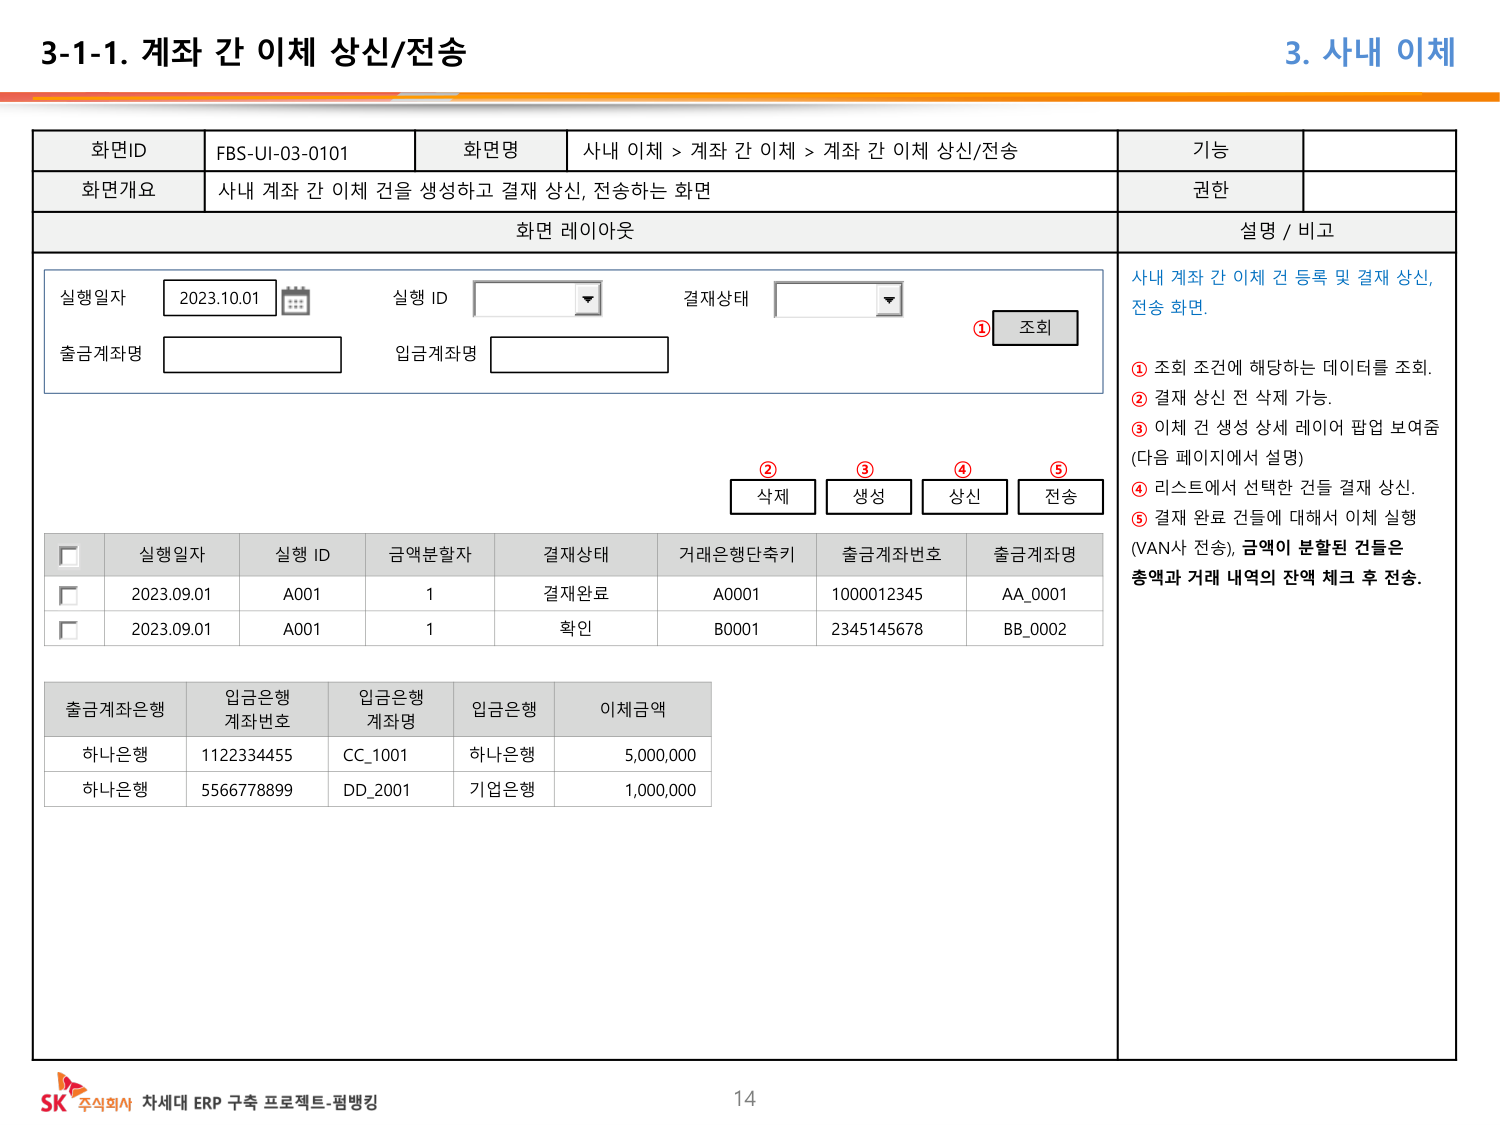 3-1-1. 계좌 간 이체 상신/전송
3. 사내 이체
화면ID FBS-UI-03-0101 화면명 사내 이체 > 계좌 간 이체 > 계좌 간 이체 상신/전송 기능
화면개요 사내 계좌 간 이체 건을 생성하고 결재 상신, 전송하는 화면 권한
화면 레이아웃 설명 / 비고
실행일자 2023.10.01 실행 ID 결재상태
① 조회
출금계좌명 입금계좌명
② ③ ④ ⑤
삭제 생성 상신 전송
실행일자 실행 ID 금액분할자 결재상태 거래은행단축키 출금계좌번호 출금계좌명
2023.09.01 A001 1 결재완료 A0001 1000012345 AA_0001
2023.09.01 A001 1 확인 B0001 2345145678 BB_0002
출금계좌은행 입금은행 계좌번호 입금은행 계좌명 입금은행 이체금액
하나은행 1122334455 CC_1001 하나은행 5,000,000
하나은행 5566778899 DD_2001 기업은행 1,000,000
사내 계좌 간 이체 건 등록 및 결재 상신,
전송 화면.
① 조회 조건에 해당하는 데이터를 조회.
② 결재 상신 전 삭제 가능.
③ 이체 건 생성 상세 레이어 팝업 보여줌
(다음 페이지에서 설명)
④ 리스트에서 선택한 건들 결재 상신.
⑤ 결재 완료 건들에 대해서 이체 실행
(VAN사 전송), 금액이 분할된 건들은
총액과 거래 내역의 잔액 체크 후 전송.
SK 주식회사 차세대 ERP 구축 프로젝트-펌뱅킹
14